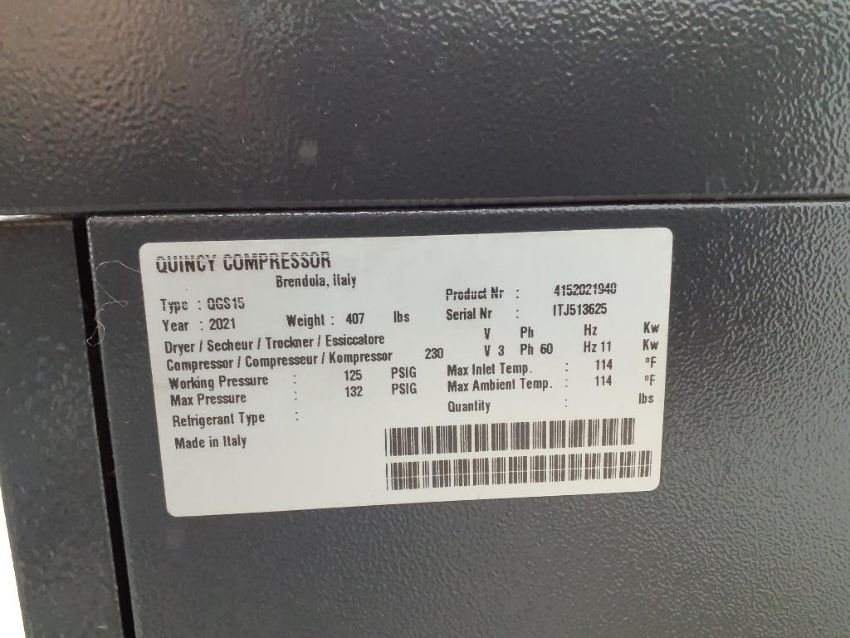 QUINCY COMPRESSOR
Brendola, Italy
Type : QGS15 Product Nr : 4152021940
Year : 2021 Weight : 407 lbs Serial Nr : ITJ513625
Dryer / Secheur / Trockner / Essiccatore V Ph Hz Kw
Compressor / Compresseur / Kompressor 230 V 3 Ph 60 Hz 11 Kw
Working Pressure : 125 PSIG Max Inlet Temp. : 114 °F
Max Pressure : 132 PSIG Max Ambient Temp. : 114 °F
Refrigerant Type : Quantity : lbs
Made in Italy